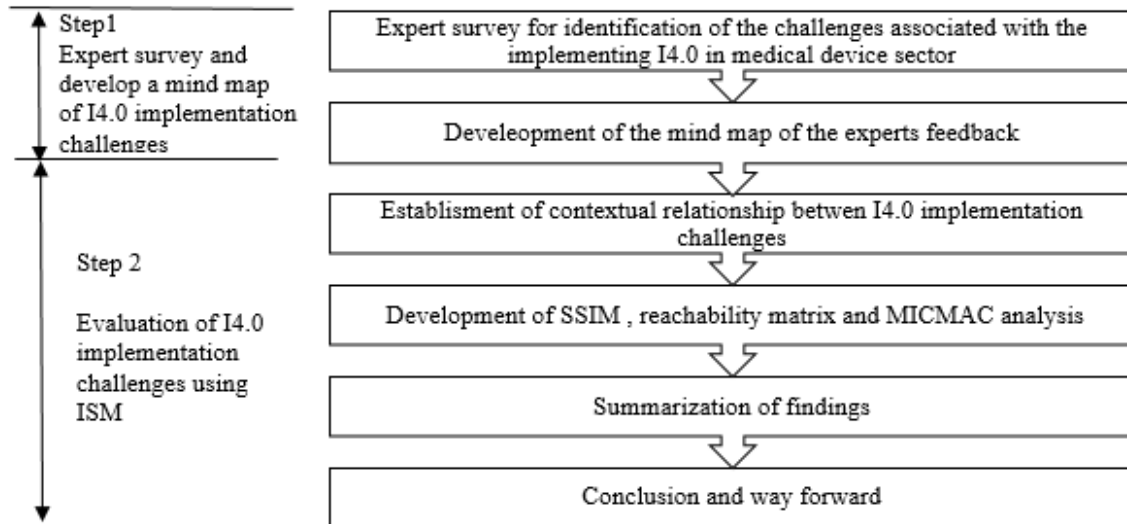 Step1
Expert survey and
develop a mind map
of I4.0 implementation
challenges
Expert survey for identification of the challenges associated with the
implementing I4.0 in medical device sector
Develeopment of the mind map of the experts feedback
Step 2
Evaluation of I4.0
implementation
challenges using
ISM
Establisment of contextual relationship betwen I4.0 implementation
challenges
Development of SSIM , reachability matrix and MICMAC analysis
Summarization of findings
Conclusion and way forward